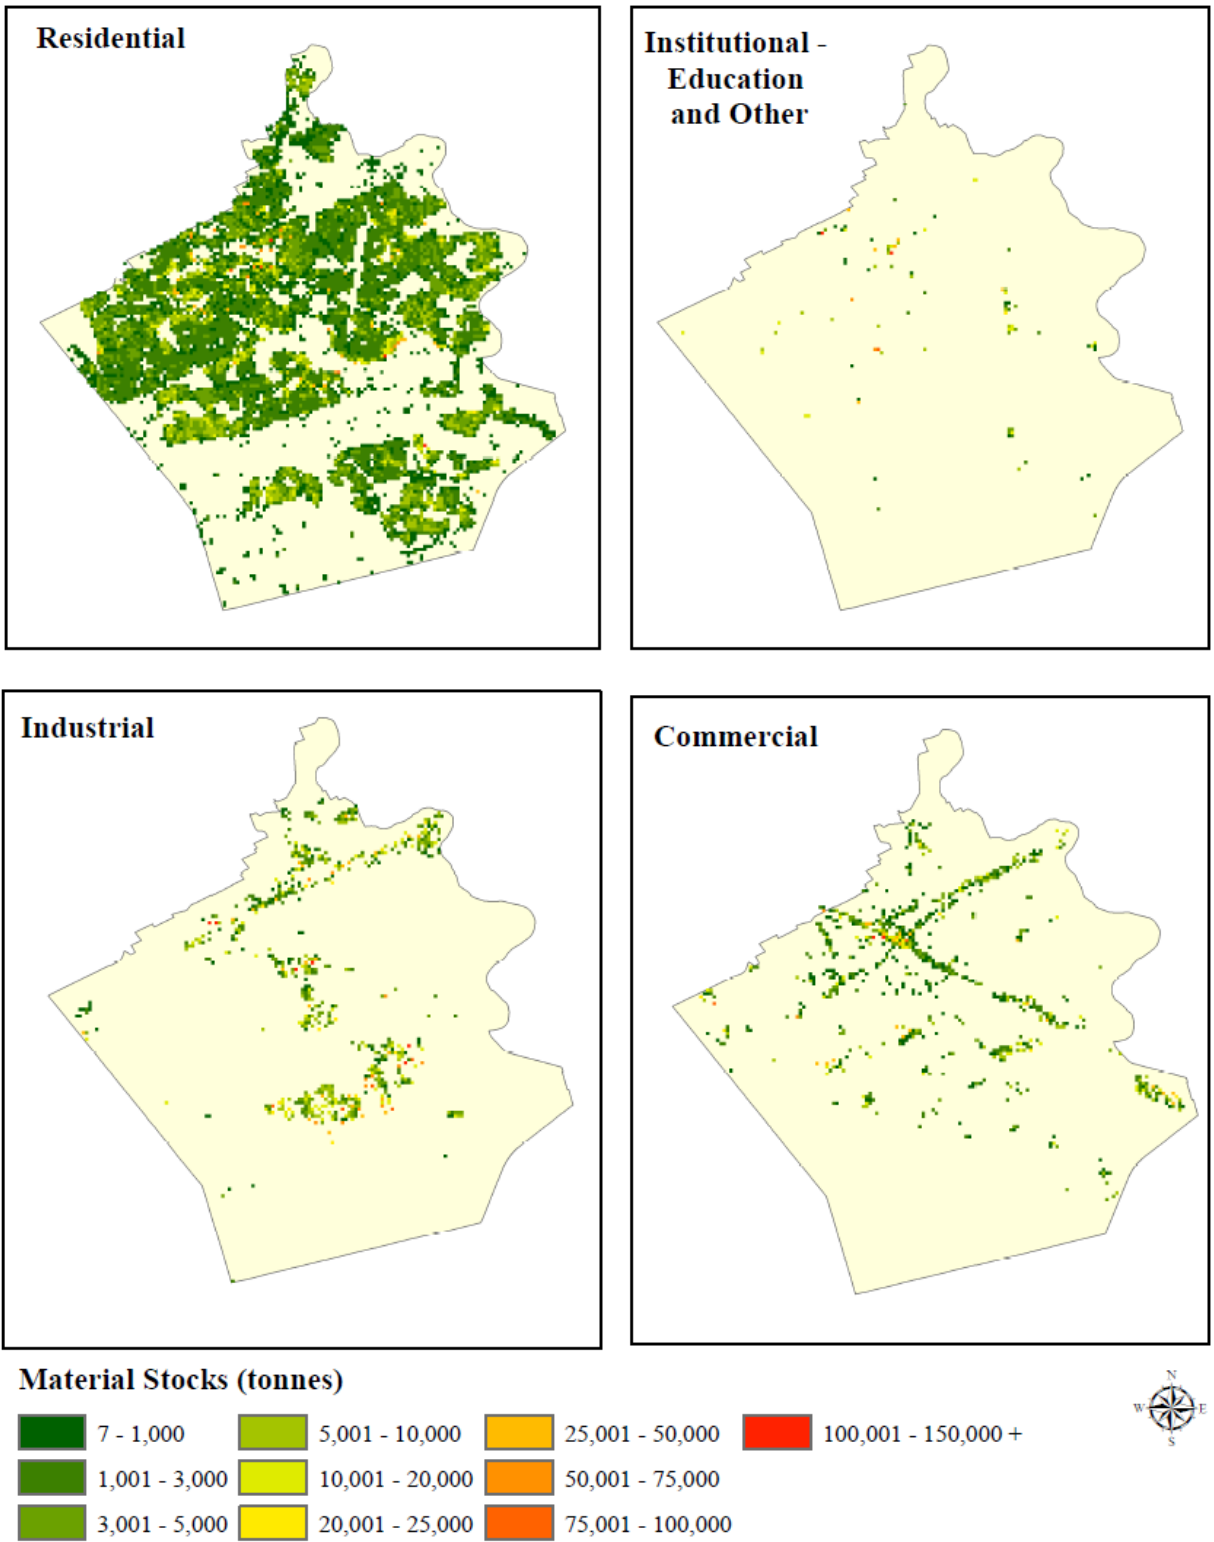 Residential
Institutional -
Education
and Other
Industrial
Commercial
Material Stocks (tonnes)
N
W E
S
7 - 1,000
5,001 - 10,000
25,001 - 50,000
100,001 - 150,000 +
1,001 - 3,000
10,001 - 20,000
50,001 - 75,000
3,001 - 5,000
20,001 - 25,000
75,001 - 100,000